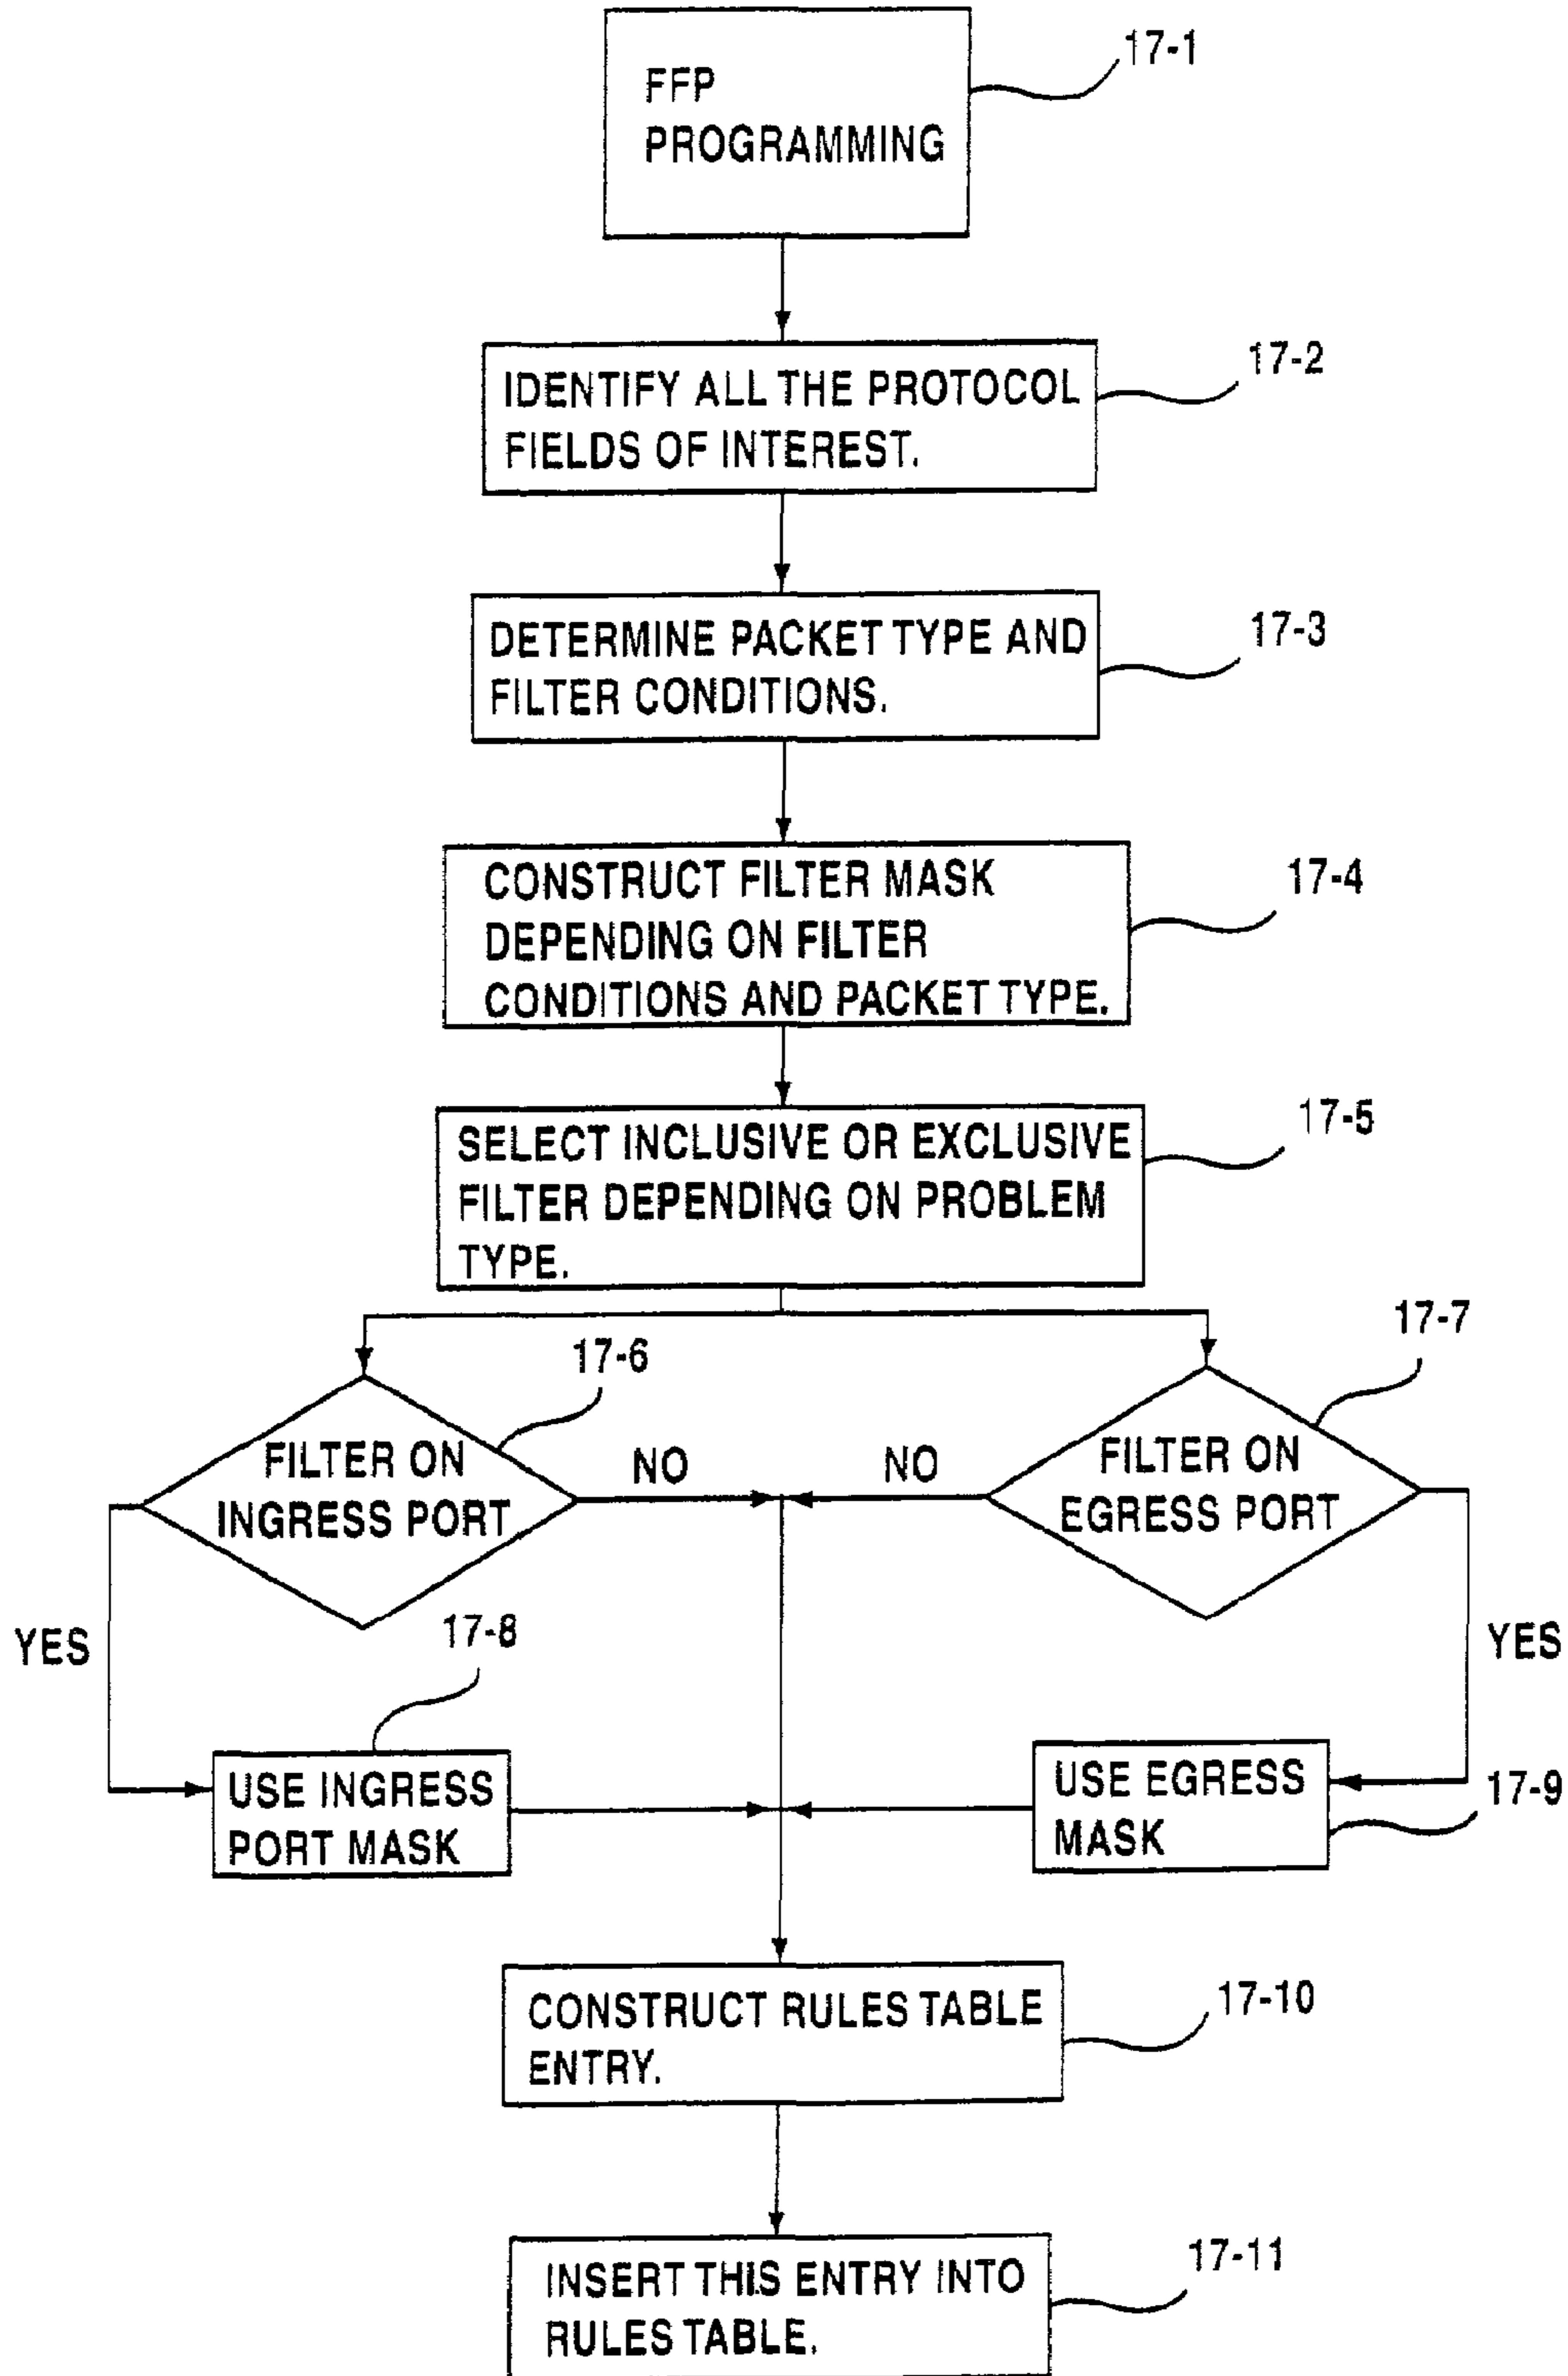 FFP
PROGRAMMING
17-1
IDENTIFY ALL THE PROTOCOL
FIELDS OF INTEREST.
17-2
DETERMINE PACKET TYPE AND
FILTER CONDITIONS.
17-3
CONSTRUCT FILTER MASK
DEPENDING ON FILTER
CONDITIONS AND PACKET TYPE.
17-4
SELECT INCLUSIVE OR EXCLUSIVE
FILTER DEPENDING ON PROBLEM
TYPE.
17-5
17-6
FILTER ON
INGRESS PORT
NO
YES
17-7
FILTER ON
EGRESS PORT
NO
YES
17-8
USE INGRESS
PORT MASK
USE EGRESS
MASK
17-9
CONSTRUCT RULES TABLE
ENTRY.
17-10
INSERT THIS ENTRY INTO
RULES TABLE.
17-11